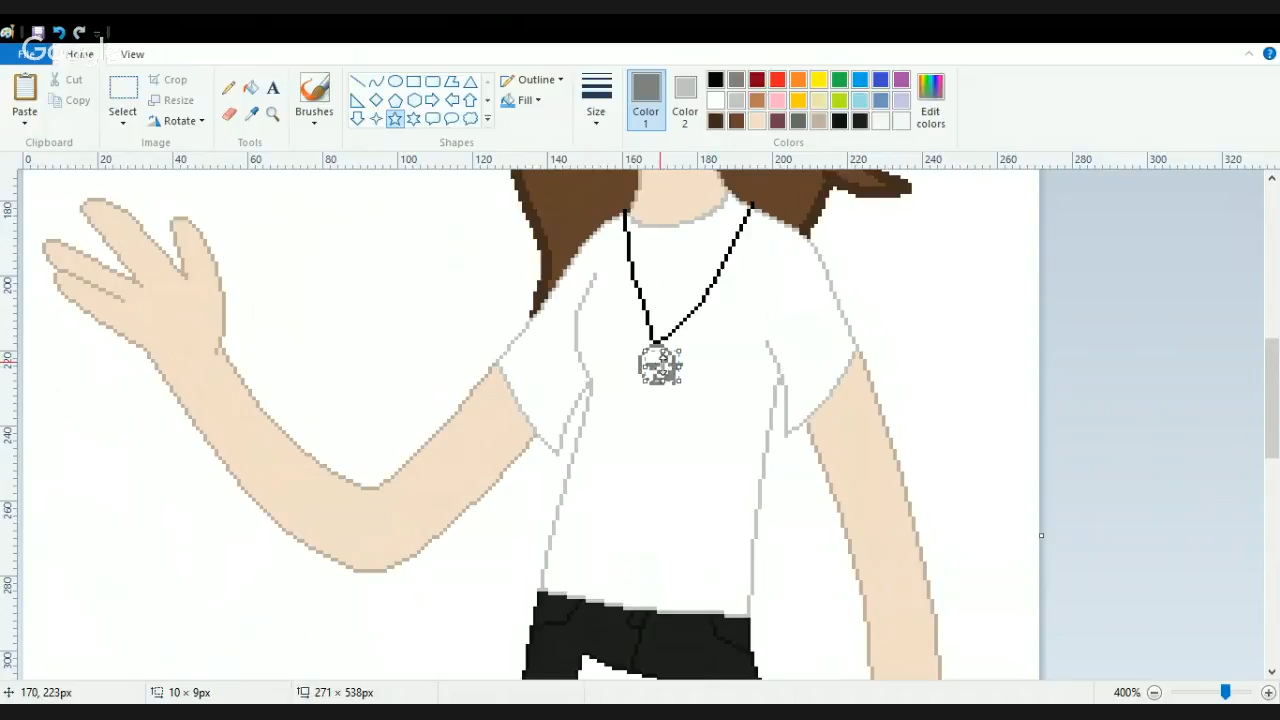 Google
File Home View
Paste
Cut
Copy
Clipboard
Select
Crop
Resize
Rotate
Image
Tools
Brushes
Shapes
Outline
Fill
Size
Color 1
Color 2
Edit colors
Colors
0 20 40 60 80 100 120 140 160 180 200 220 240 260 280 300 320
180
200
220
240
260
280
300
170, 223px 10 × 9px 271 × 538px 400%